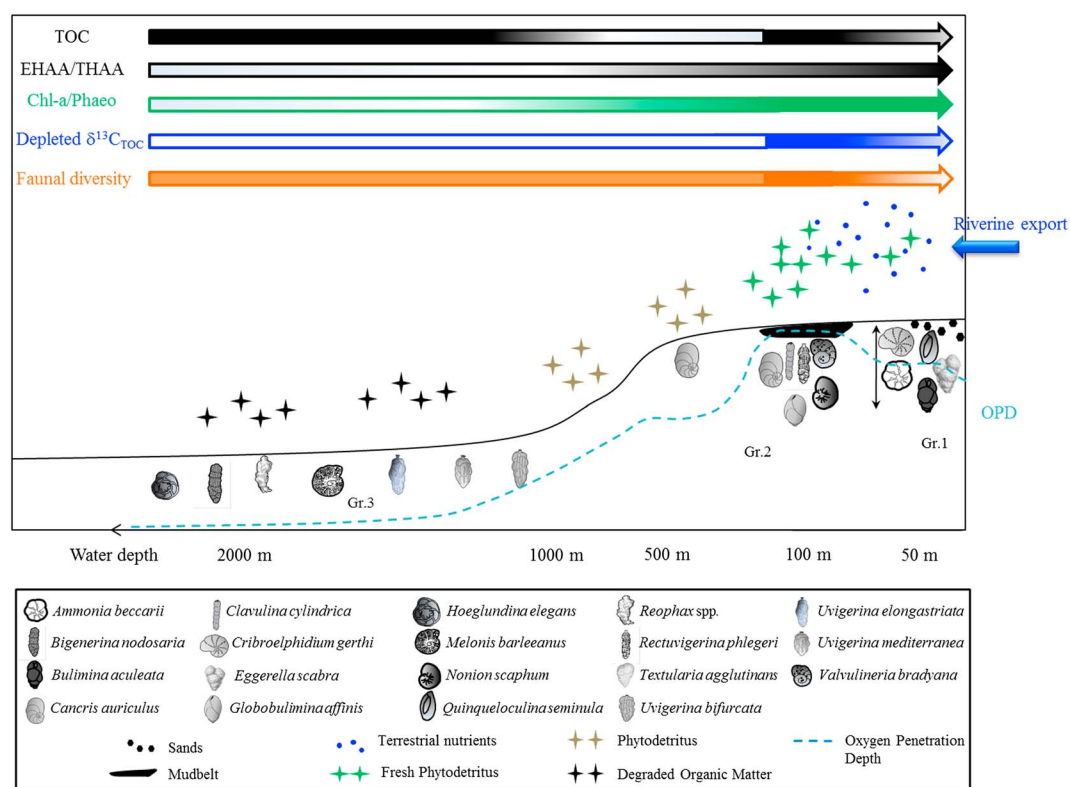 TOC
EHAA/THAA
Chl-a/Phaeo
Depleted δ¹³C_TOC
Faunal diversity
Riverine export
OPD
Gr.1
Gr.2
Gr.3
Water depth 2000 m 1000 m 500 m 100 m 50 m
Ammonia beccarii Clavulina cylindrica Hoeglundina elegans Reophax spp. Uvigerina elongastriata
Bigenerina nodosaria Cribroelphidium gerthi Melonis barleeanus Rectuvigerina phlegeri Uvigerina mediterranea
Bulimina aculeata Eggerella scabra Nonion scaphum Textularia agglutinans Valvulineria bradyana
Cancris auriculus Globobulimina affinis Quinqueloculina seminula Uvigerina bifurcata
Sands Terrestrial nutrients Phytodetritus Oxygen Penetration
Depth
Mudbelt Fresh Phytodetritus Degraded Organic Matter